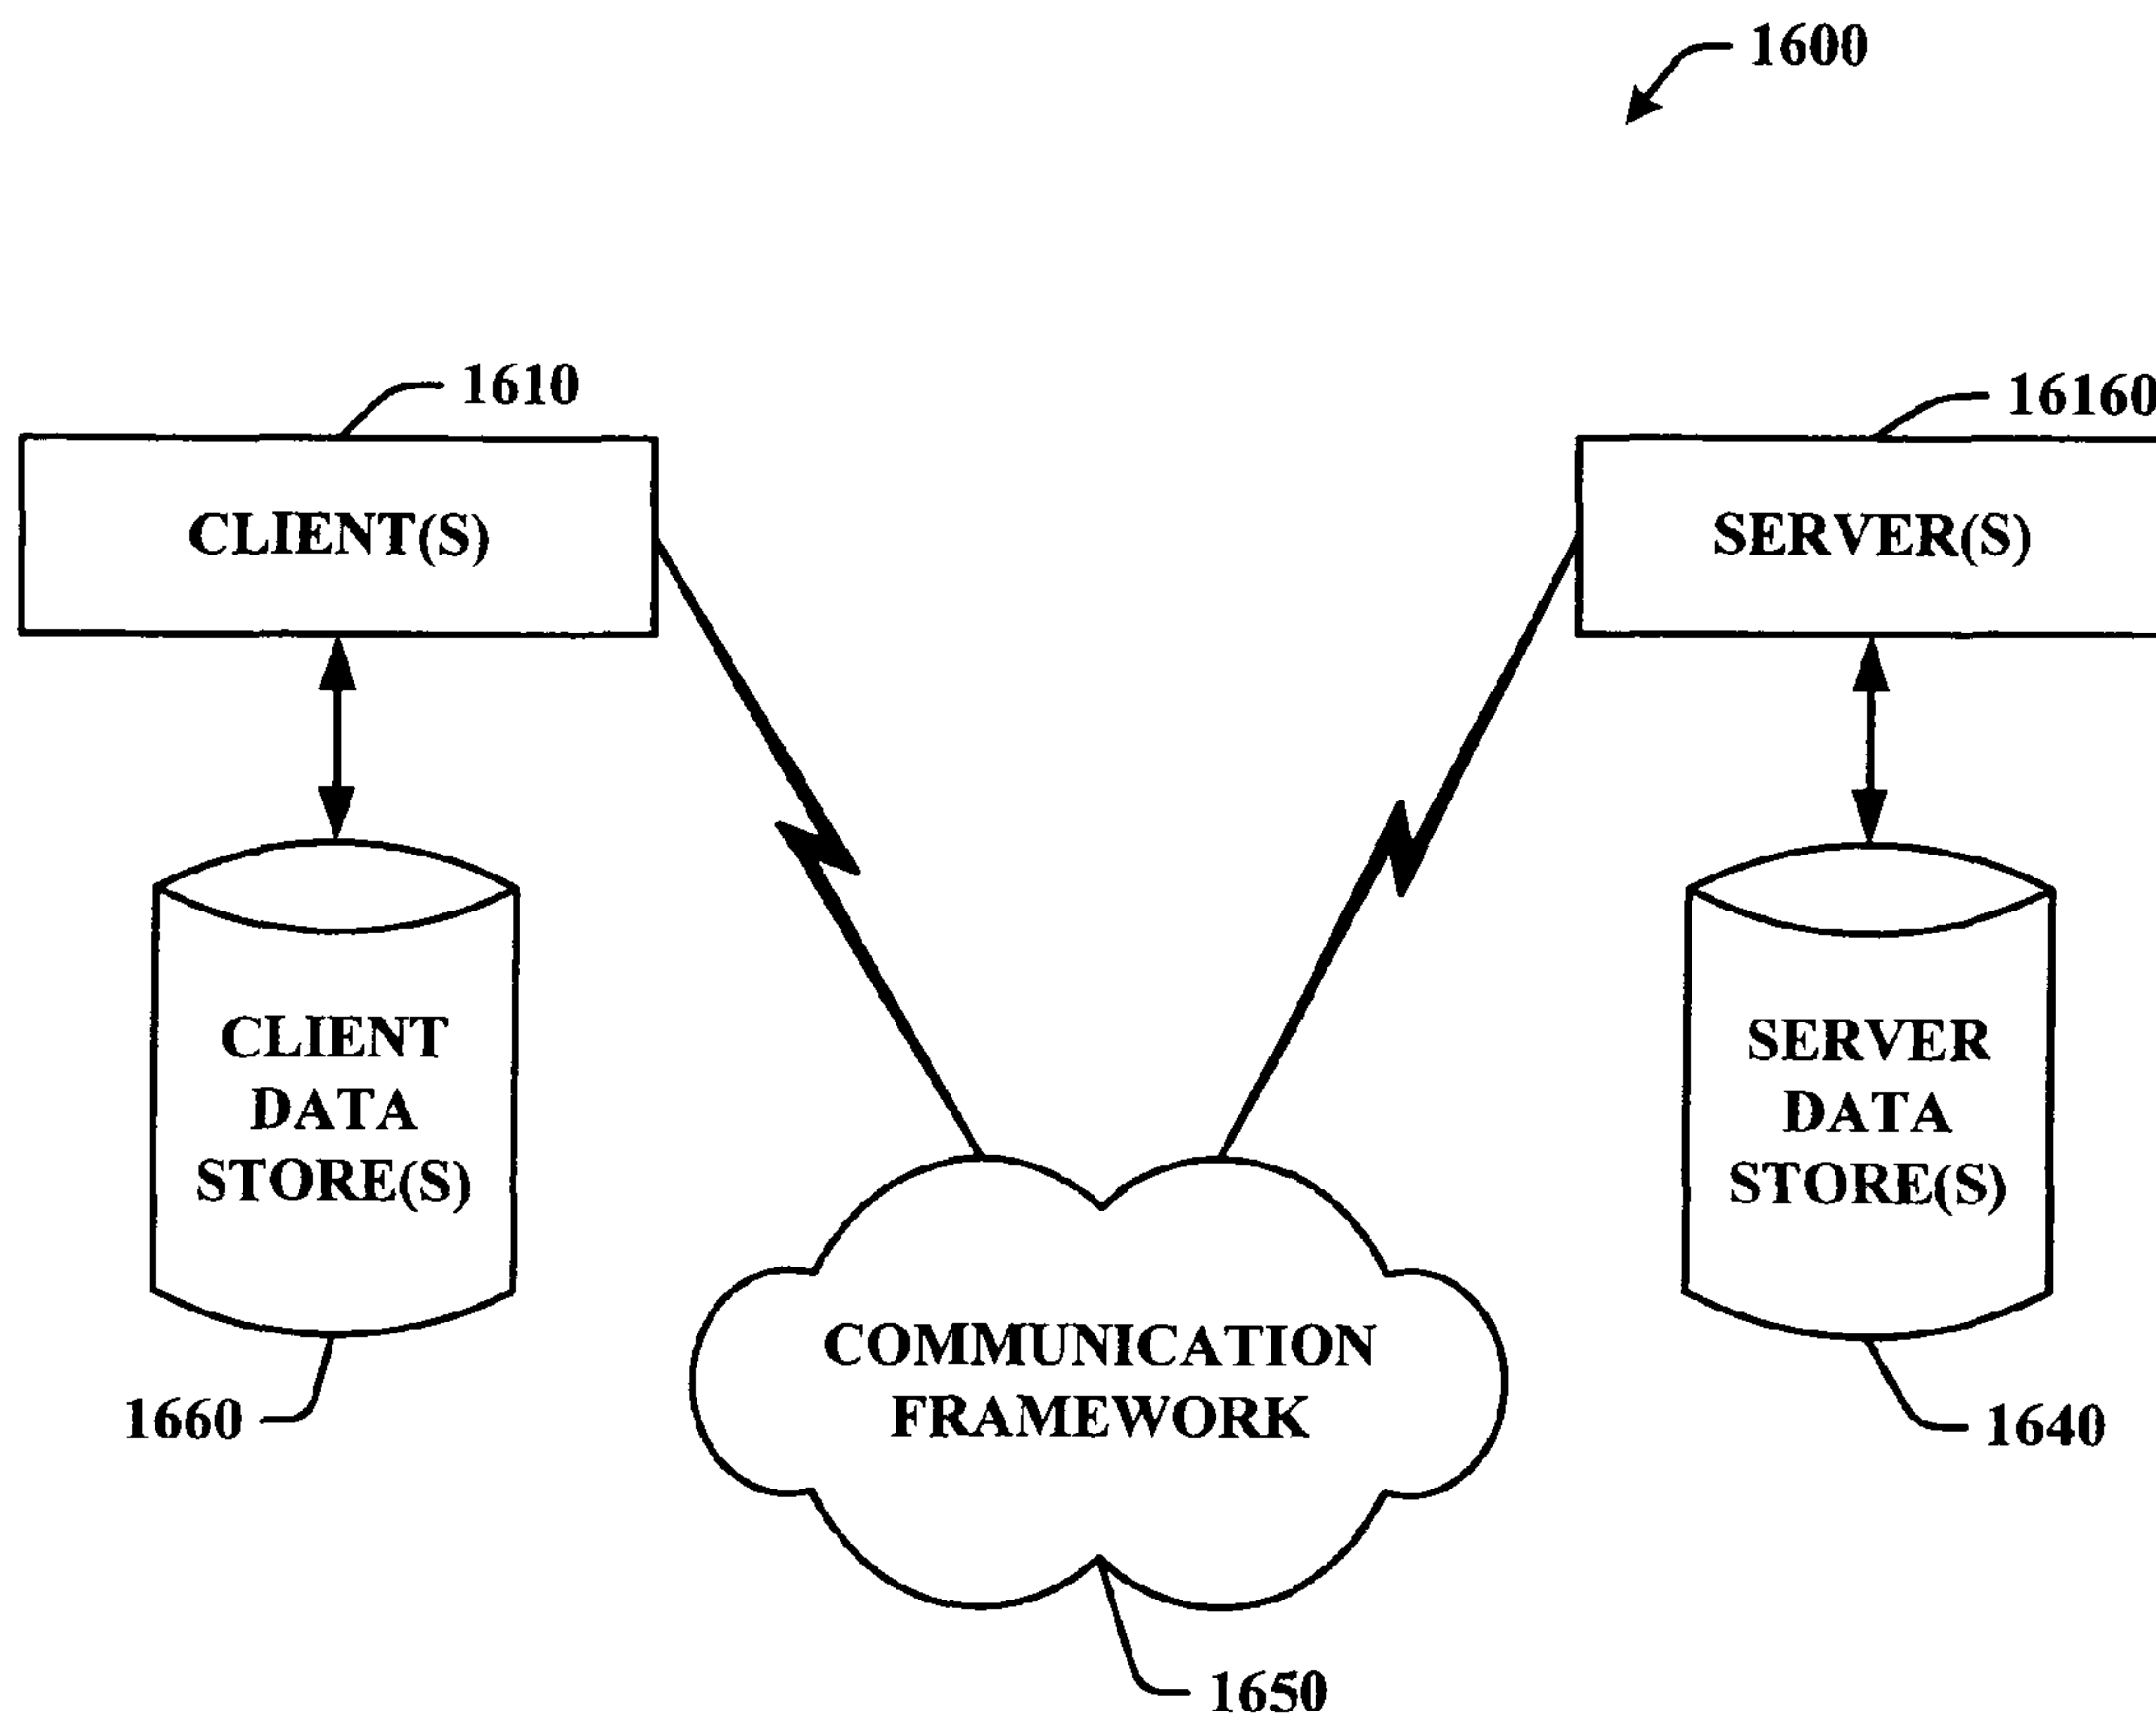 1600
1610
16160
CLIENT(S)
SERVER(S)
CLIENT
DATA
STORE(S)
SERVER
DATA
STORE(S)
COMMUNICATION
FRAMEWORK
1660
1640
1650